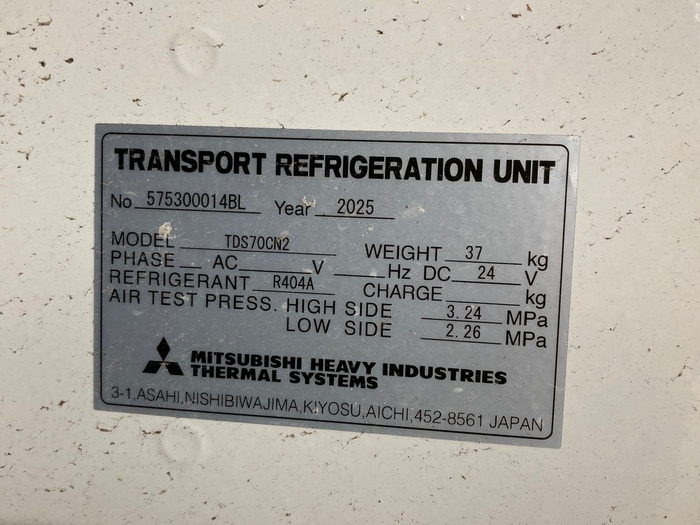 TRANSPORT REFRIGERATION UNIT
No 575300014BL Year 2025
MODEL TDS70CN2 WEIGHT 37 kg
PHASE AC V Hz DC 24 V
REFRIGERANT R404A CHARGE kg
AIR TEST PRESS. HIGH SIDE 3.24 MPa
LOW SIDE 2.26 MPa
MITSUBISHI HEAVY INDUSTRIES
THERMAL SYSTEMS
3-1,ASAHI,NISHIBIWAJIMA,KIYOSU,AICHI,452-8561 JAPAN